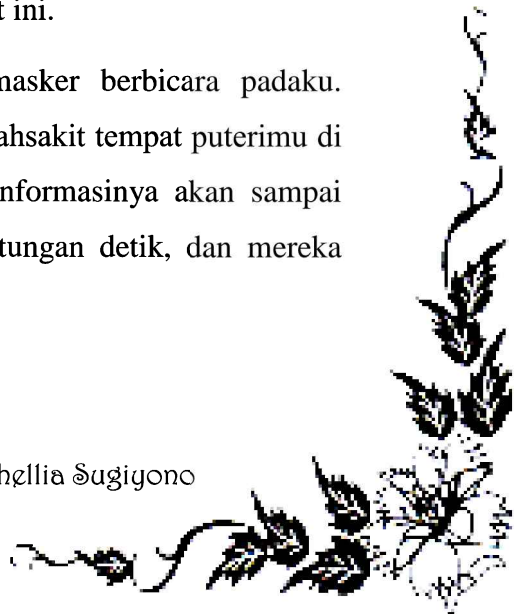 t ini.
masker berbicara padaku.
ahsakit tempat puterimu di
nformasinya akan sampai
tungan detik, dan mereka
hellia Sugiyono